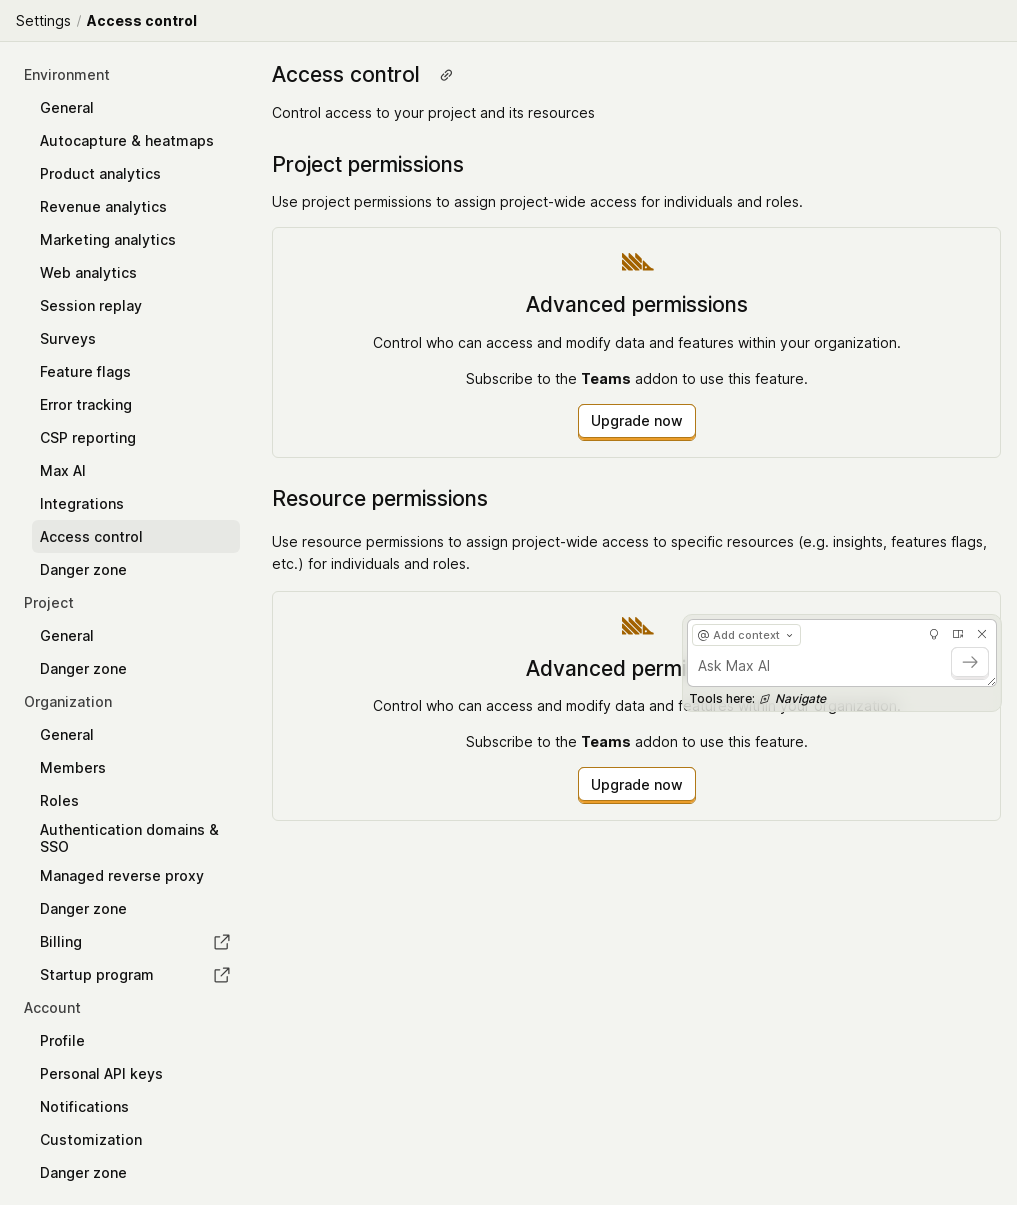 Settings / Access control
Environment
General
Autocapture & heatmaps
Product analytics
Revenue analytics
Marketing analytics
Web analytics
Session replay
Surveys
Feature flags
Error tracking
CSP reporting
Max AI
Integrations
Access control
Danger zone
Project
General
Danger zone
Organization
General
Members
Roles
Authentication domains &
SSO
Managed reverse proxy
Danger zone
Billing
Startup program
Account
Profile
Personal API keys
Notifications
Customization
Danger zone
Access control
Control access to your project and its resources
Project permissions
Use project permissions to assign project-wide access for individuals and roles.
Advanced permissions
Control who can access and modify data and features within your organization.
Subscribe to the Teams addon to use this feature.
Upgrade now
Resource permissions
Use resource permissions to assign project-wide access to specific resources (e.g. insights, features flags,
etc.) for individuals and roles.
Advanced permi
Control who can access and modify data and features within your organization.
Subscribe to the Teams addon to use this feature.
Upgrade now
@ Add context
Ask Max AI
Tools here: Navigate